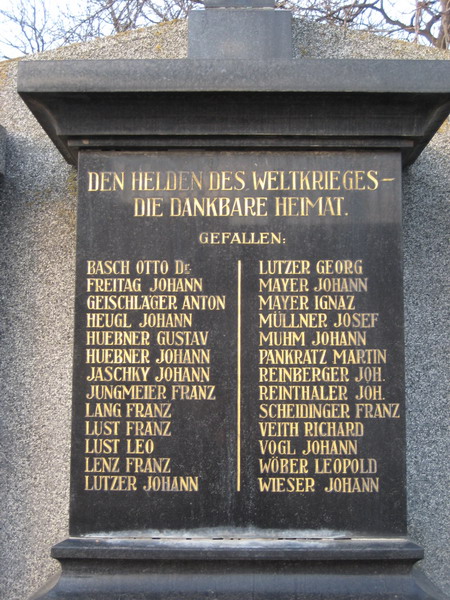 DEN HELDEN DES WELTKRIEGES –
DIE DANKBARE HEIMAT.
GEFALLEN:
BASCH OTTO Dr.
FREITAG JOHANN
GEISCHLÄGER ANTON
HEUGL JOHANN
HUEBNER GUSTAV
HUEBNER JOHANN
JASCHKY JOHANN
JUNGMEIER FRANZ
LANG FRANZ
LUST FRANZ
LUST LEO
LENZ FRANZ
LUTZER JOHANN
LUTZER GEORG
MAYER JOHANN
MAYER IGNAZ
MÜLLNER JOSEF
MUHM JOHANN
PANKRATZ MARTIN
REINBERGER JOH.
REINTHALER JOH.
SCHEIDINGER FRANZ
VEITH RICHARD
VOGL JOHANN
WÖBER LEOPOLD
WIESER JOHANN